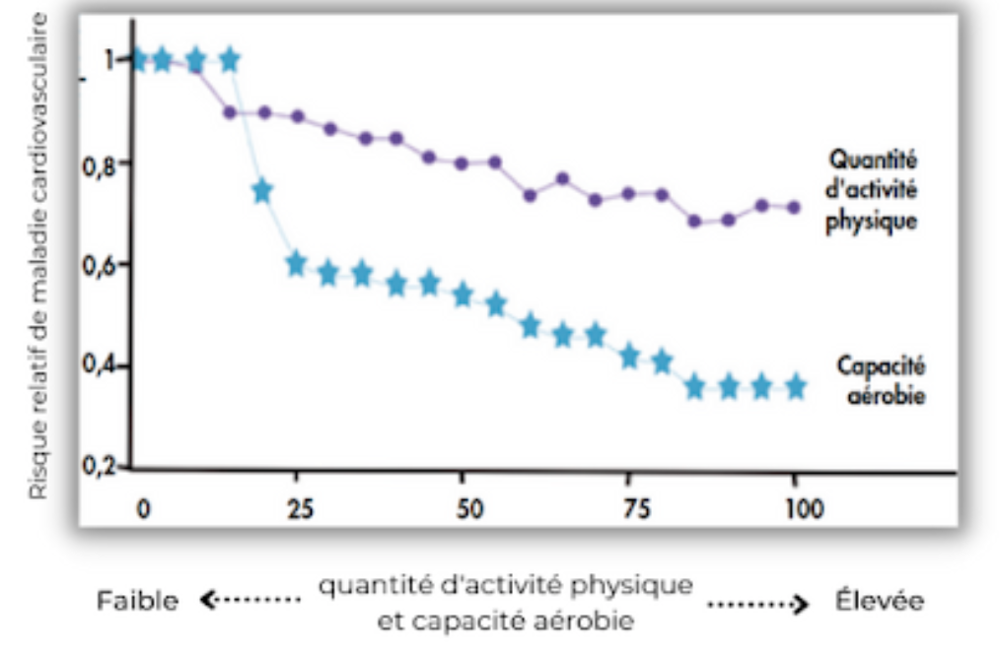 Risque relatif de maladie cardiovasculaire
1
0,8
0,6
0,4
0,2
0 25 50 75 100
Quantité
d'activité
physique
Capacité
aérobie
Faible
quantité d'activité physique
et capacité aérobie
Élevée